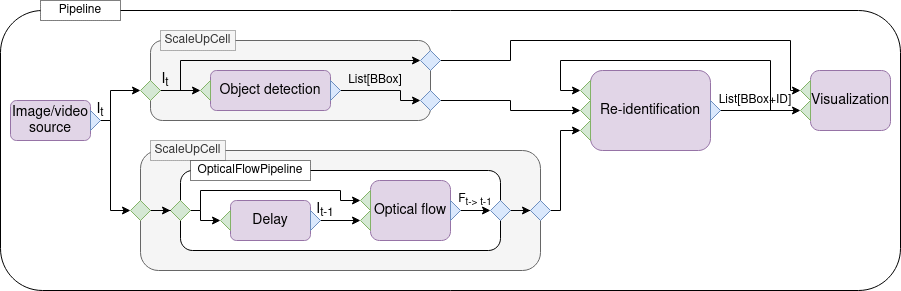 Pipeline
ScaleUpCell
It
Object detection
List[BBox]
Image/video
source
It
Re-identification
List[BBox+ID]
Visualization
ScaleUpCell
OpticalFlowPipeline
Delay
It-1
Optical flow
Ft-> t-1